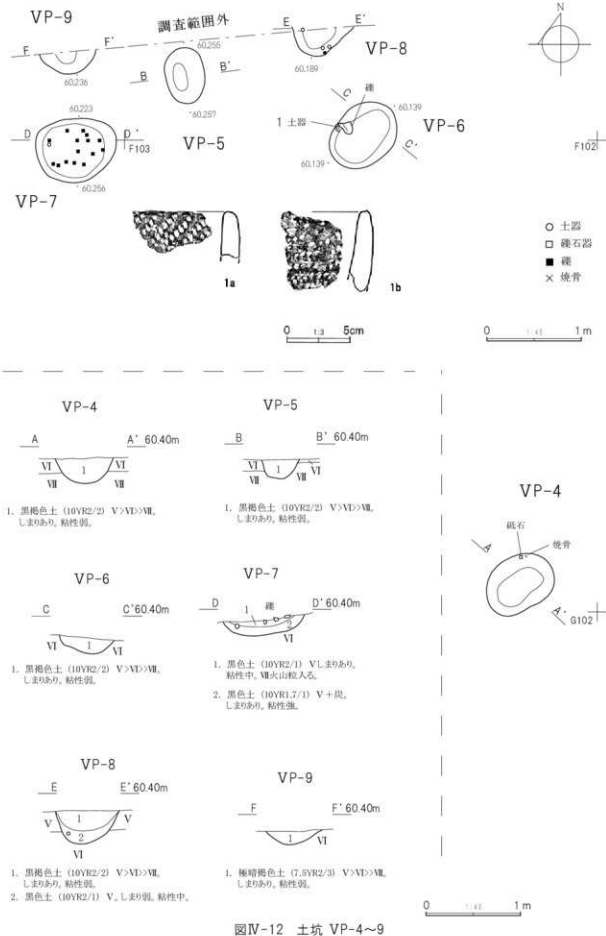 VP-9
調査範囲外
F
F'
60.236
60.255
B
B'
60.257
E
E'
VP-8
60.189
N
60.223
D
D'
F103
VP-5
60.256
VP-7
C
礫
60.139
1 土器
VP-6
C'
60.139
F102
1a
1b
○ 土器
□ 礫石器
■ 礫
× 焼骨
0 1:3 5cm
0 1:40 1m
VP-4
A A' 60.40m
Ⅵ 1 Ⅵ
Ⅶ Ⅶ
1. 黒褐色土 (10YR2/2) Ⅴ>Ⅵ>>Ⅶ。
しまりあり。粘性弱。
VP-5
B B' 60.40m
Ⅵ 1 Ⅵ
Ⅶ Ⅶ
1. 黒褐色土 (10YR2/2) Ⅴ>Ⅵ>>Ⅶ。
しまりあり。粘性弱。
VP-4
砥石
焼骨
A
A'
G102
VP-6
C C' 60.40m
Ⅵ 1 Ⅵ
1. 黒褐色土 (10YR2/2) Ⅴ>Ⅵ>>Ⅶ。
しまりあり。粘性弱。
VP-7
D 1 礫 D' 60.40m
2
Ⅵ
1. 黒色土 (10YR2/1) Ⅴしまりあり。
粘性中。Ⅶ火山粒入る。
2. 黒色土 (10YR1.7/1) Ⅴ+炭。
しまりあり。粘性強。
VP-8
E E' 60.40m
Ⅴ 1 Ⅴ
2
Ⅵ
1. 黒褐色土 (10YR2/2) Ⅴ>Ⅵ>>Ⅶ。
しまりあり。粘性弱。
2. 黒色土 (10YR2/1) Ⅴ。しまり弱。粘性中。
VP-9
F F' 60.40m
1
Ⅵ
1. 極暗褐色土 (7.5YR2/3) Ⅴ>Ⅵ>>Ⅶ。
しまりあり。粘性弱。
0 1:40 1m
図Ⅳ-12 土坑 VP-4～9